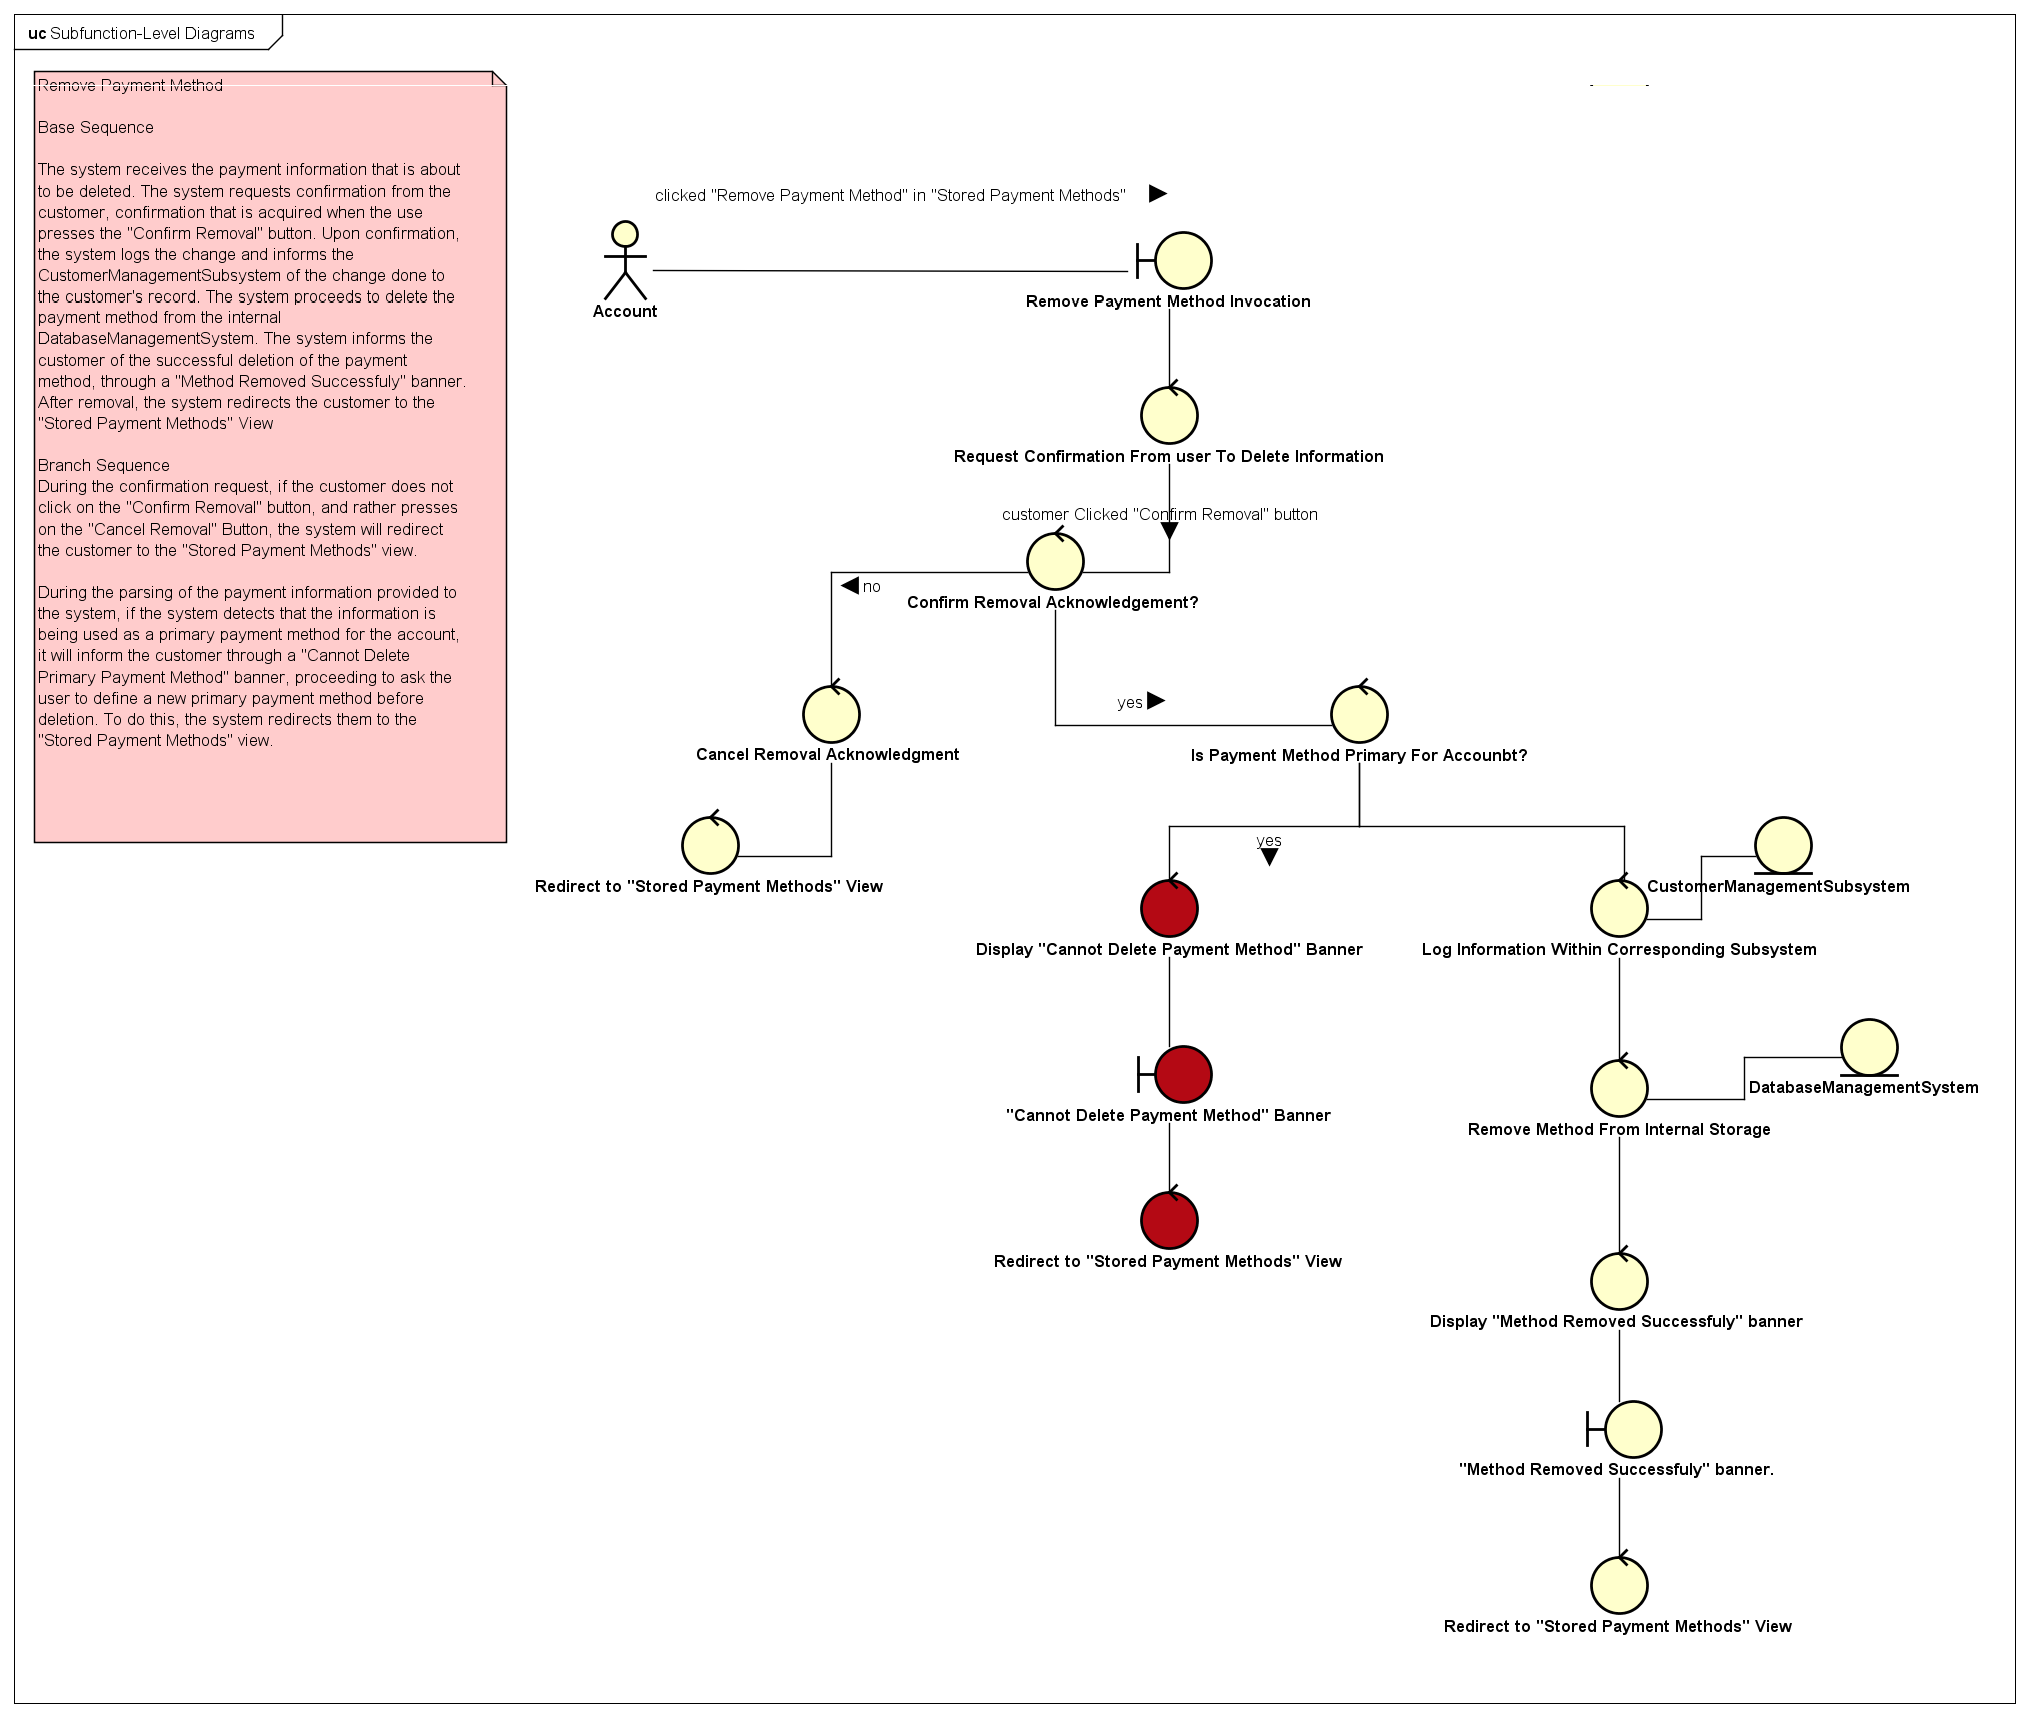 uc Subfunction-Level Diagrams
Remove Payment Method
Base Sequence
The system receives the payment information that is about
to be deleted. The system requests confirmation from the
customer, confirmation that is acquired when the use
presses the "Confirm Removal" button. Upon confirmation,
the system logs the change and informs the
CustomerManagementSubsystem of the change done to
the customer's record. The system proceeds to delete the
payment method from the internal
DatabaseManagementSystem. The system informs the
customer of the successful deletion of the payment
method, through a "Method Removed Successfuly" banner.
After removal, the system redirects the customer to the
"Stored Payment Methods" View
Branch Sequence
During the confirmation request, if the customer does not
click on the "Confirm Removal" button, and rather presses
on the "Cancel Removal" Button, the system will redirect
the customer to the "Stored Payment Methods" view.
During the parsing of the payment information provided to
the system, if the system detects that the information is
being used as a primary payment method for the account,
it will inform the customer through a "Cannot Delete
Primary Payment Method" banner, proceeding to ask the
user to define a new primary payment method before
deletion. To do this, the system redirects them to the
"Stored Payment Methods" view.
clicked "Remove Payment Method" in "Stored Payment Methods"
Account
Remove Payment Method Invocation
Request Confirmation From user To Delete Information
customer Clicked "Confirm Removal" button
no
Confirm Removal Acknowledgement?
yes
Cancel Removal Acknowledgment
Is Payment Method Primary For Accounbt?
yes
Redirect to "Stored Payment Methods" View
CustomerManagementSubsystem
Display "Cannot Delete Payment Method" Banner
Log Information Within Corresponding Subsystem
DatabaseManagementSystem
"Cannot Delete Payment Method" Banner
Remove Method From Internal Storage
Redirect to "Stored Payment Methods" View
Display "Method Removed Successfuly" banner
"Method Removed Successfuly" banner.
Redirect to "Stored Payment Methods" View